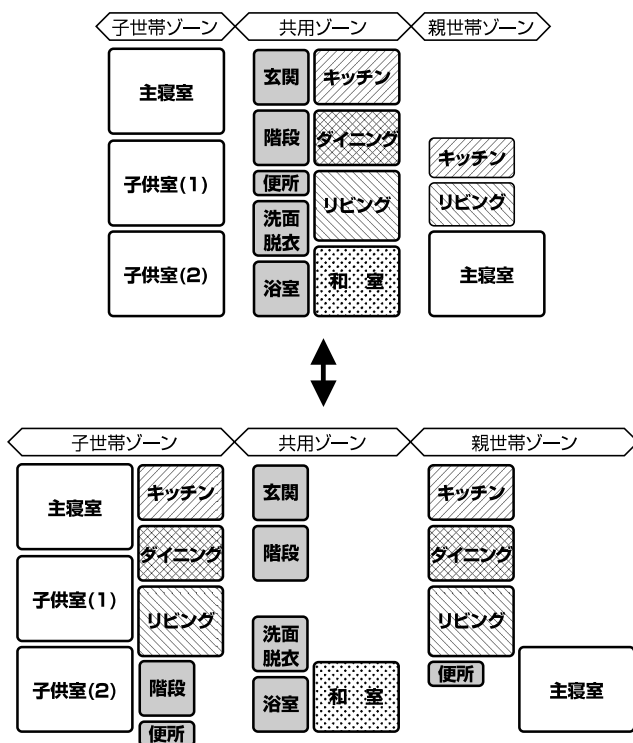 子世帯ゾーン
共用ゾーン
親世帯ゾーン
主寝室
子供室(1)
子供室(2)
玄関
階段
便所
洗面
脱衣
浴室
キッチン
ダイニング
リビング
和 室
キッチン
リビング
主寝室
子世帯ゾーン
共用ゾーン
親世帯ゾーン
主寝室
子供室(1)
子供室(2)
キッチン
ダイニング
リビング
階段
便所
玄関
階段
洗面
脱衣
浴室
和 室
キッチン
ダイニング
リビング
便所
主寝室